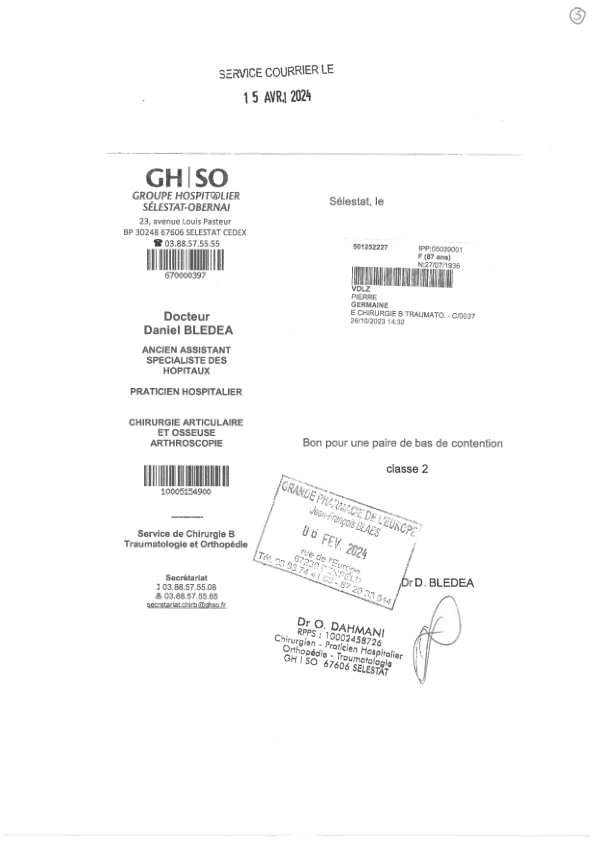 5
SERVICE COURRIER LE
15 AVRI 2024
GH|SO
GROUPE HOSPITALIER
SÉLESTAT-OBERNAI
23, avenue Louis Pasteur
BP 30248 67606 SELESTAT CEDEX
☎ 03.88.57.55.55
670000397
Sélestat, le
501252227 IPP:05039001
F (87 ans)
N:27/07/1936
VOLZ
PIERRE
GERMAINE
E CHIRURGIE B TRAUMATO. - C/0037
26/10/2023 14:32
Docteur
Daniel BLEDEA
ANCIEN ASSISTANT
SPECIALISTE DES
HOPITAUX
PRATICIEN HOSPITALIER
CHIRURGIE ARTICULAIRE
ET OSSEUSE
ARTHROSCOPIE
10005154900
Service de Chirurgie B
Traumatologie et Orthopédie
Secrétariat
03.88.57.55.08
03.88.57.55.65
secretariat.chirb@ghso.fr
Bon pour une paire de bas de contention
classe 2
GRANDE PHARMACIE DE L'EUROPE
Jean-François BLAES
06 FEV. 2024
rue de l'Europe
67230 BENFELD
Tél. 03 88 74 41 03 - 67 20 33 944
Dr D. BLEDEA
Dr O. DAHMANI
RPPS : 10002458726
Chirurgien - Praticien Hospitalier
Orthopédie - Traumatologie
GH I SO 67606 SELESTAT